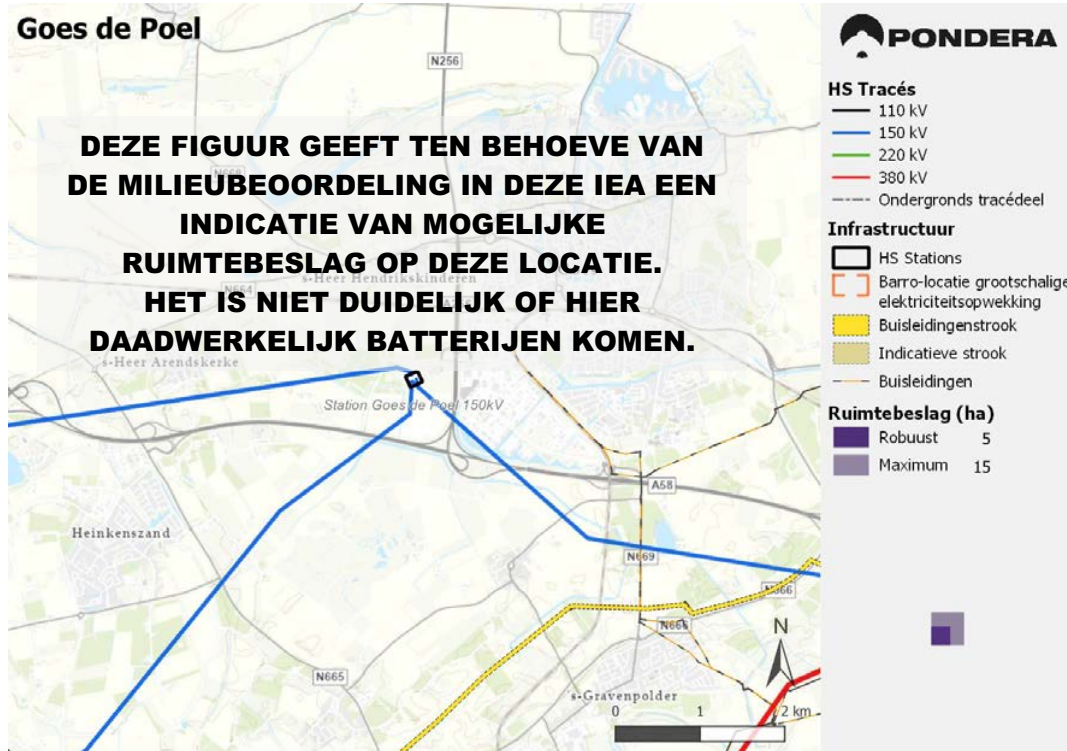 Goes de Poel
N256
DEZE FIGUUR GEEFT TEN BEHOEVE VAN
DE MILIEUBEOORDELING IN DEZE IEA EEN
INDICATIE VAN MOGELIJKE
RUIMTEBESLAG OP DEZE LOCATIE.
HET IS NIET DUIDELIJK OF HIER
DAADWERKELIJK BATTERIJEN KOMEN.
N668
s-Heer Hendrikskinderen
N664
s-Heer Arendskerke
Station Goes de Poel 150kV
A58
Heinkenszand
N669
N666
N666
N665
s-Gravenpolder
N
0 1 2 km
PONDERA
HS Tracés
110 kV
150 kV
220 kV
380 kV
Ondergronds tracédeel
Infrastructuur
HS Stations
Barro-locatie grootschalige
elektriciteitsopwekking
Buisleidingenstrook
Indicatieve strook
Buisleidingen
Ruimtebeslag (ha)
Robuust 5
Maximum 15